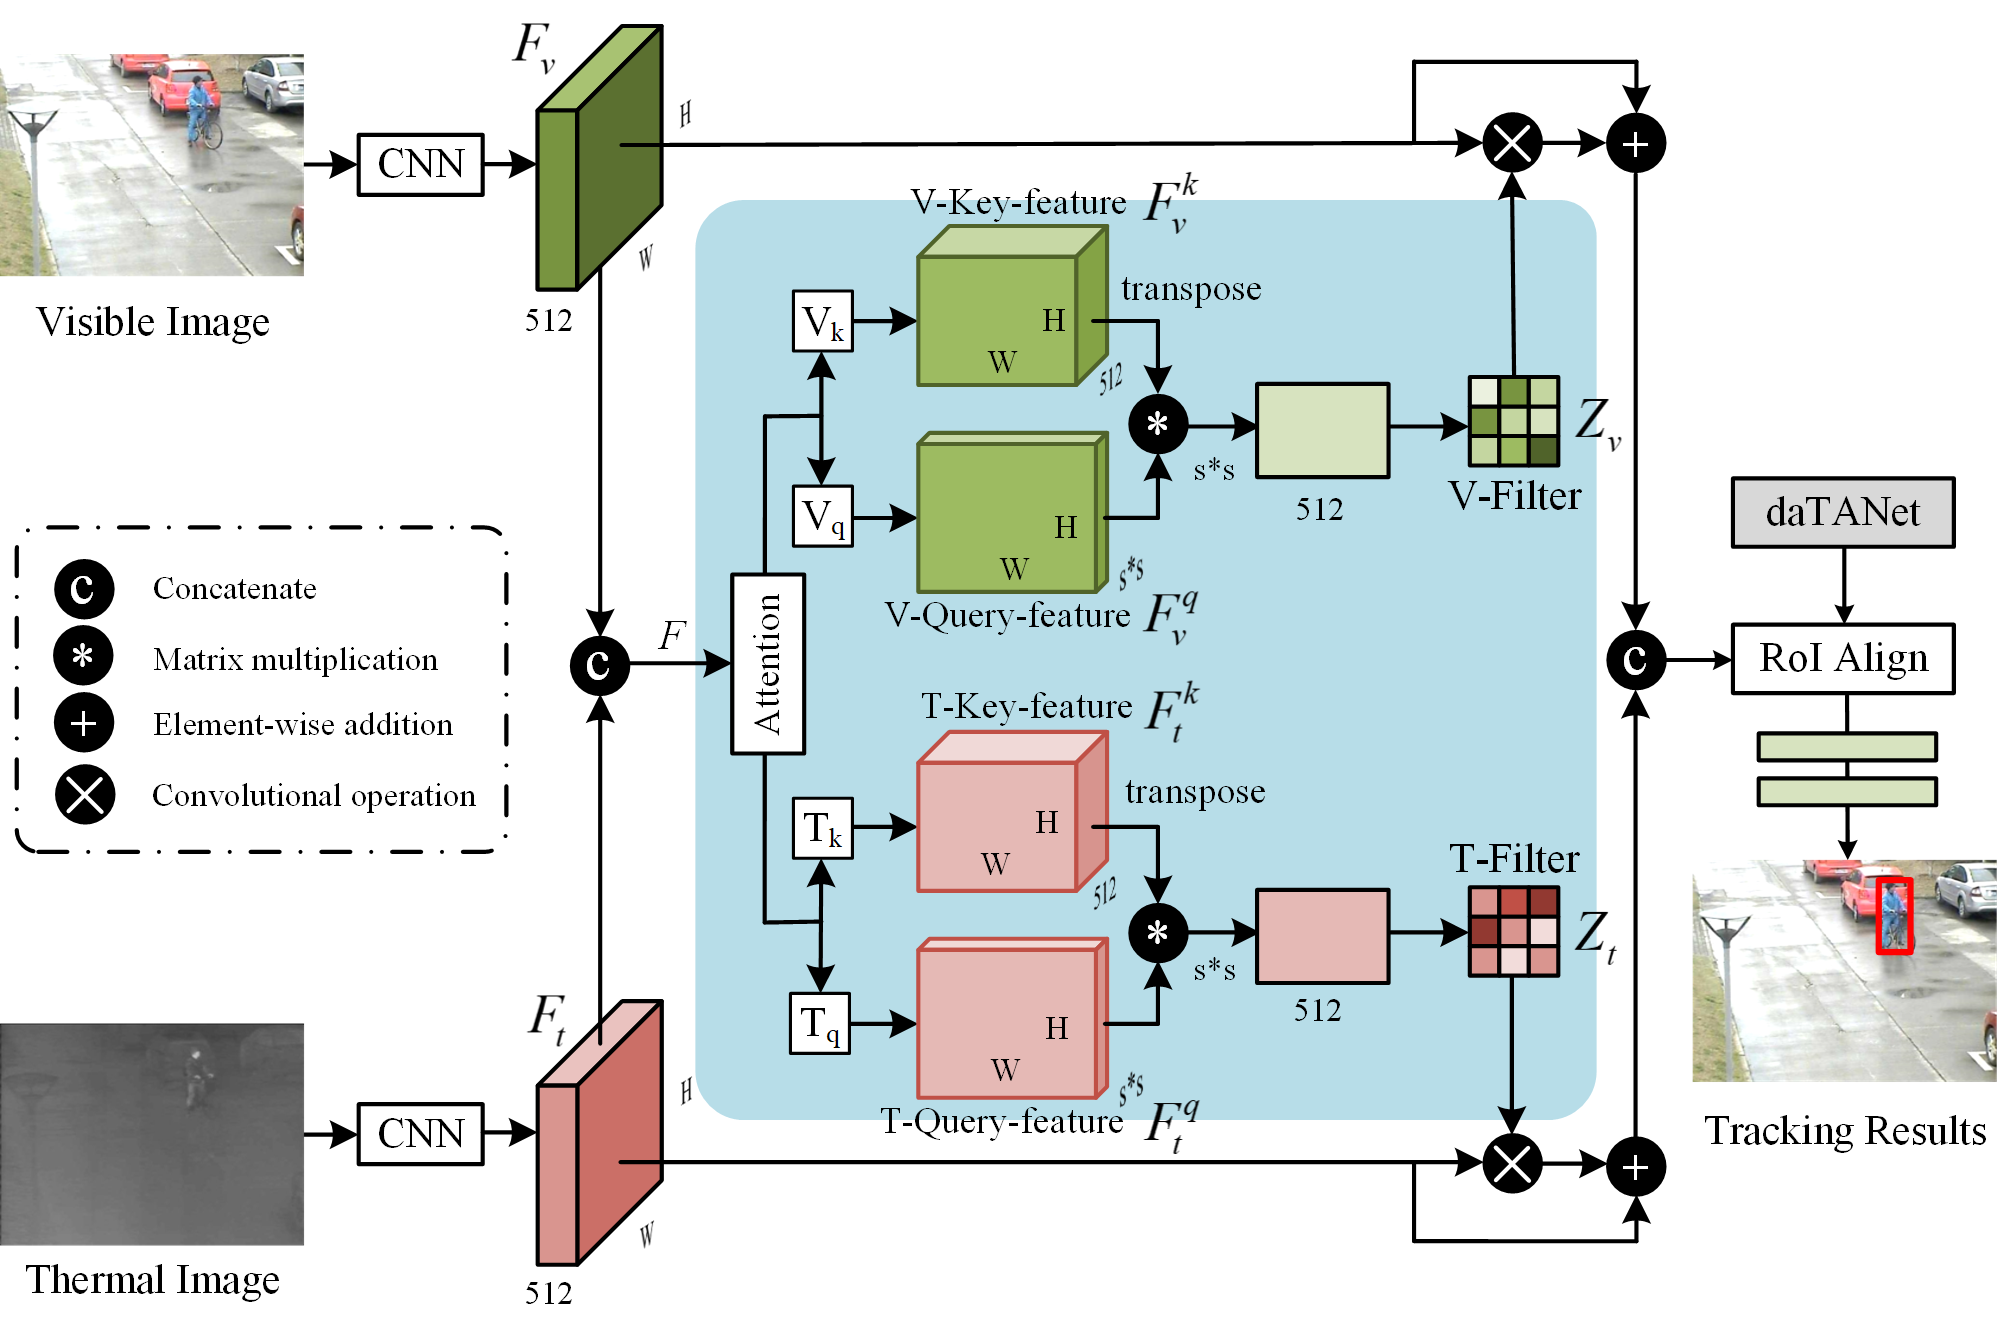 Visible Image
CNN
F_v
H
W
512
V-Key-feature F_v^k
transpose
V_k
H
W
512
V_q
H
W
s*s
V-Query-feature F_v^q
*
s*s
512
V-Filter
Z_v
×
+
C
Concatenate
*
Matrix multiplication
+
Element-wise addition
×
Convolutional operation
C
F
Attention
T-Key-feature F_t^k
transpose
T_k
H
W
512
T_q
H
W
s*s
T-Query-feature F_t^q
*
s*s
512
T-Filter
Z_t
×
+
Thermal Image
CNN
F_t
H
W
512
C
daTANet
RoI Align
Tracking Results